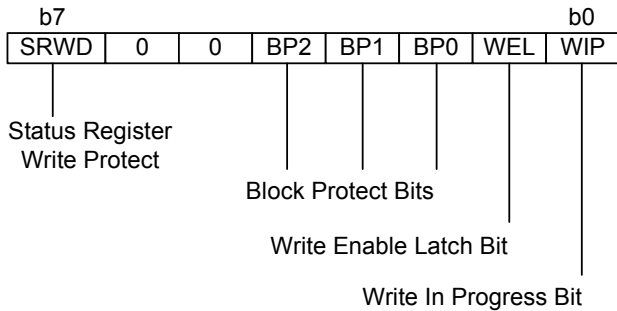 b7 b0
SRWD 0 0 BP2 BP1 BP0 WEL WIP
Status Register
Write Protect
Block Protect Bits
Write Enable Latch Bit
Write In Progress Bit